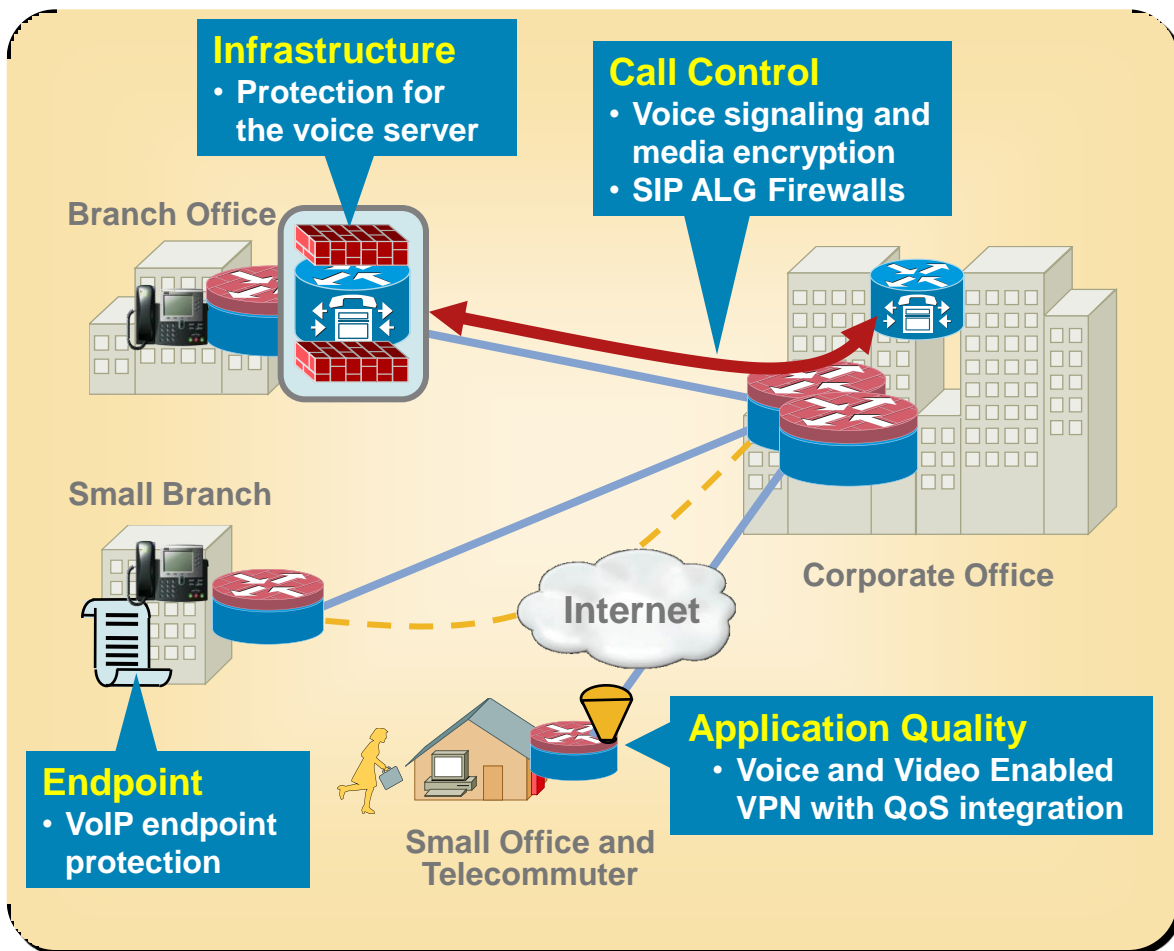 Infrastructure
• Protection for
the voice server
Call Control
• Voice signaling and
media encryption
• SIP ALG Firewalls
Branch Office
Small Branch
Corporate Office
Internet
Endpoint
• VoIP endpoint
protection
Application Quality
• Voice and Video Enabled
VPN with QoS integration
Small Office and
Telecommuter